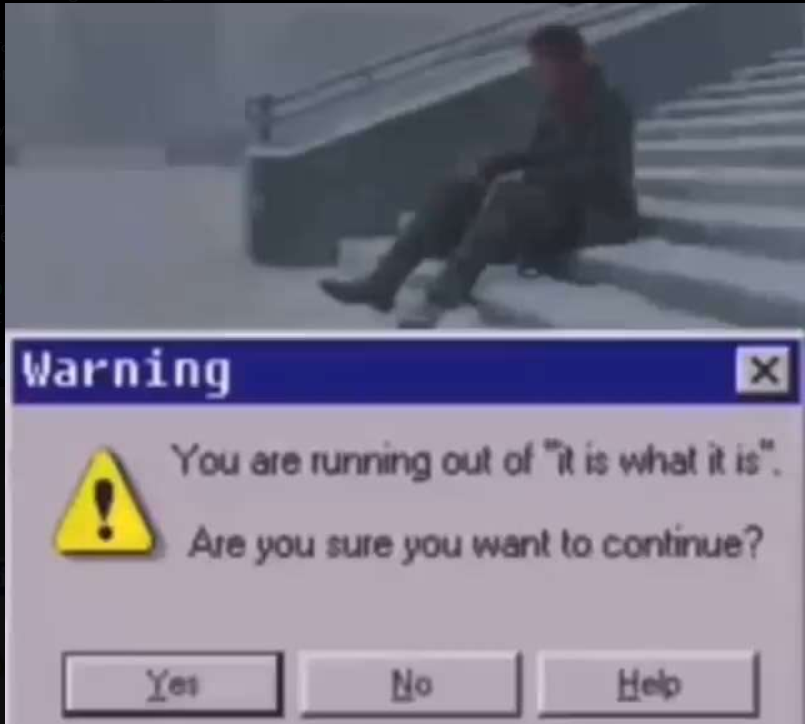 Warning
You are running out of "it is what it is".
Are you sure you want to continue?
Yes
No
Help